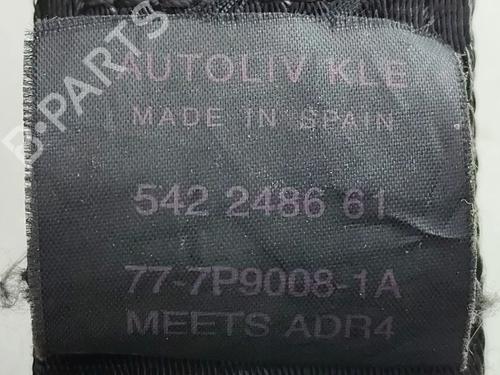 B-PARTS
AUTOLIV KLE
MADE IN SPAIN
542 2486 61
77-7P9008-1A
MEETS ADR4